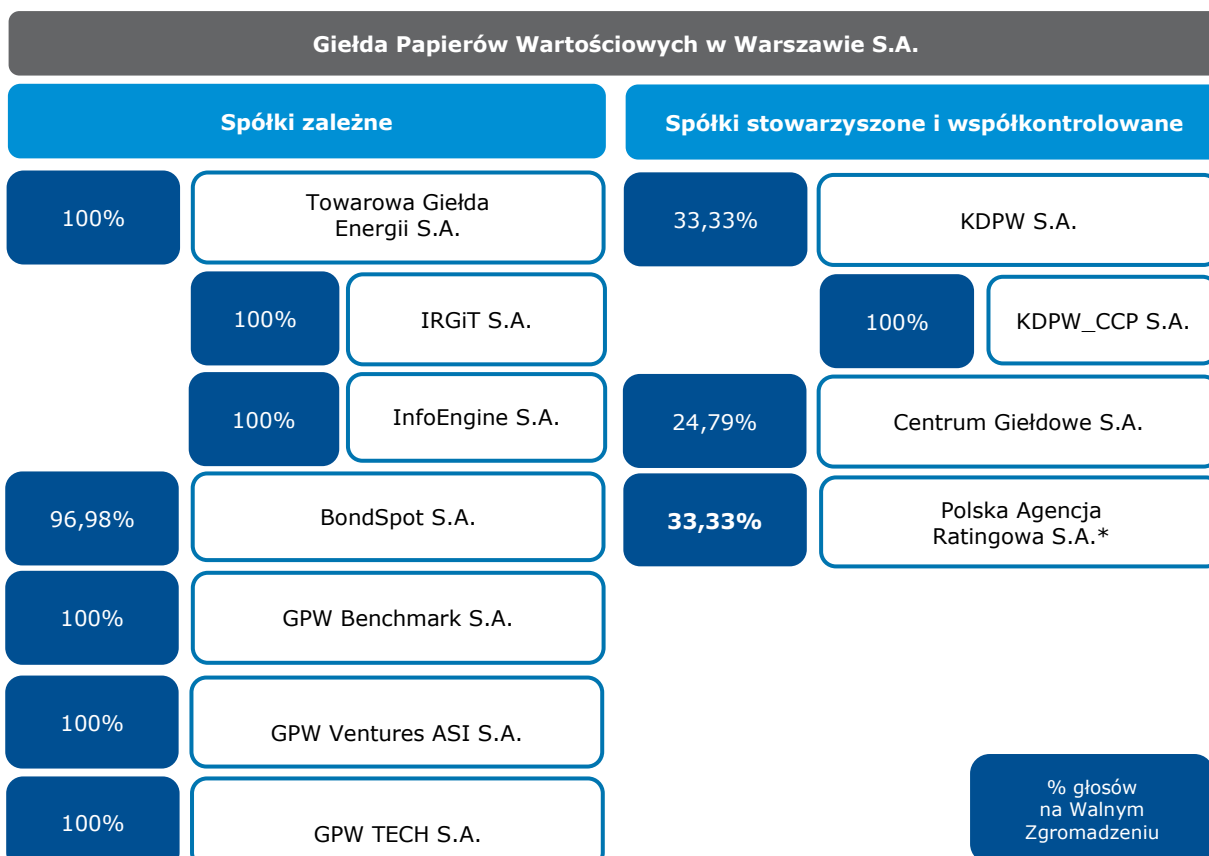 Giełda Papierów Wartościowych w Warszawie S.A.
Spółki zależne
100%
Towarowa Giełda
Energii S.A.
100%
IRGiT S.A.
100%
InfoEngine S.A.
96,98%
BondSpot S.A.
100%
GPW Benchmark S.A.
100%
GPW Ventures ASI S.A.
100%
GPW TECH S.A.
Spółki stowarzyszone i współkontrolowane
33,33%
KDPW S.A.
100%
KDPW_CCP S.A.
24,79%
Centrum Giełdowe S.A.
33,33%
Polska Agencja
Ratingowa S.A.*
% głosów
na Walnym
Zgromadzeniu